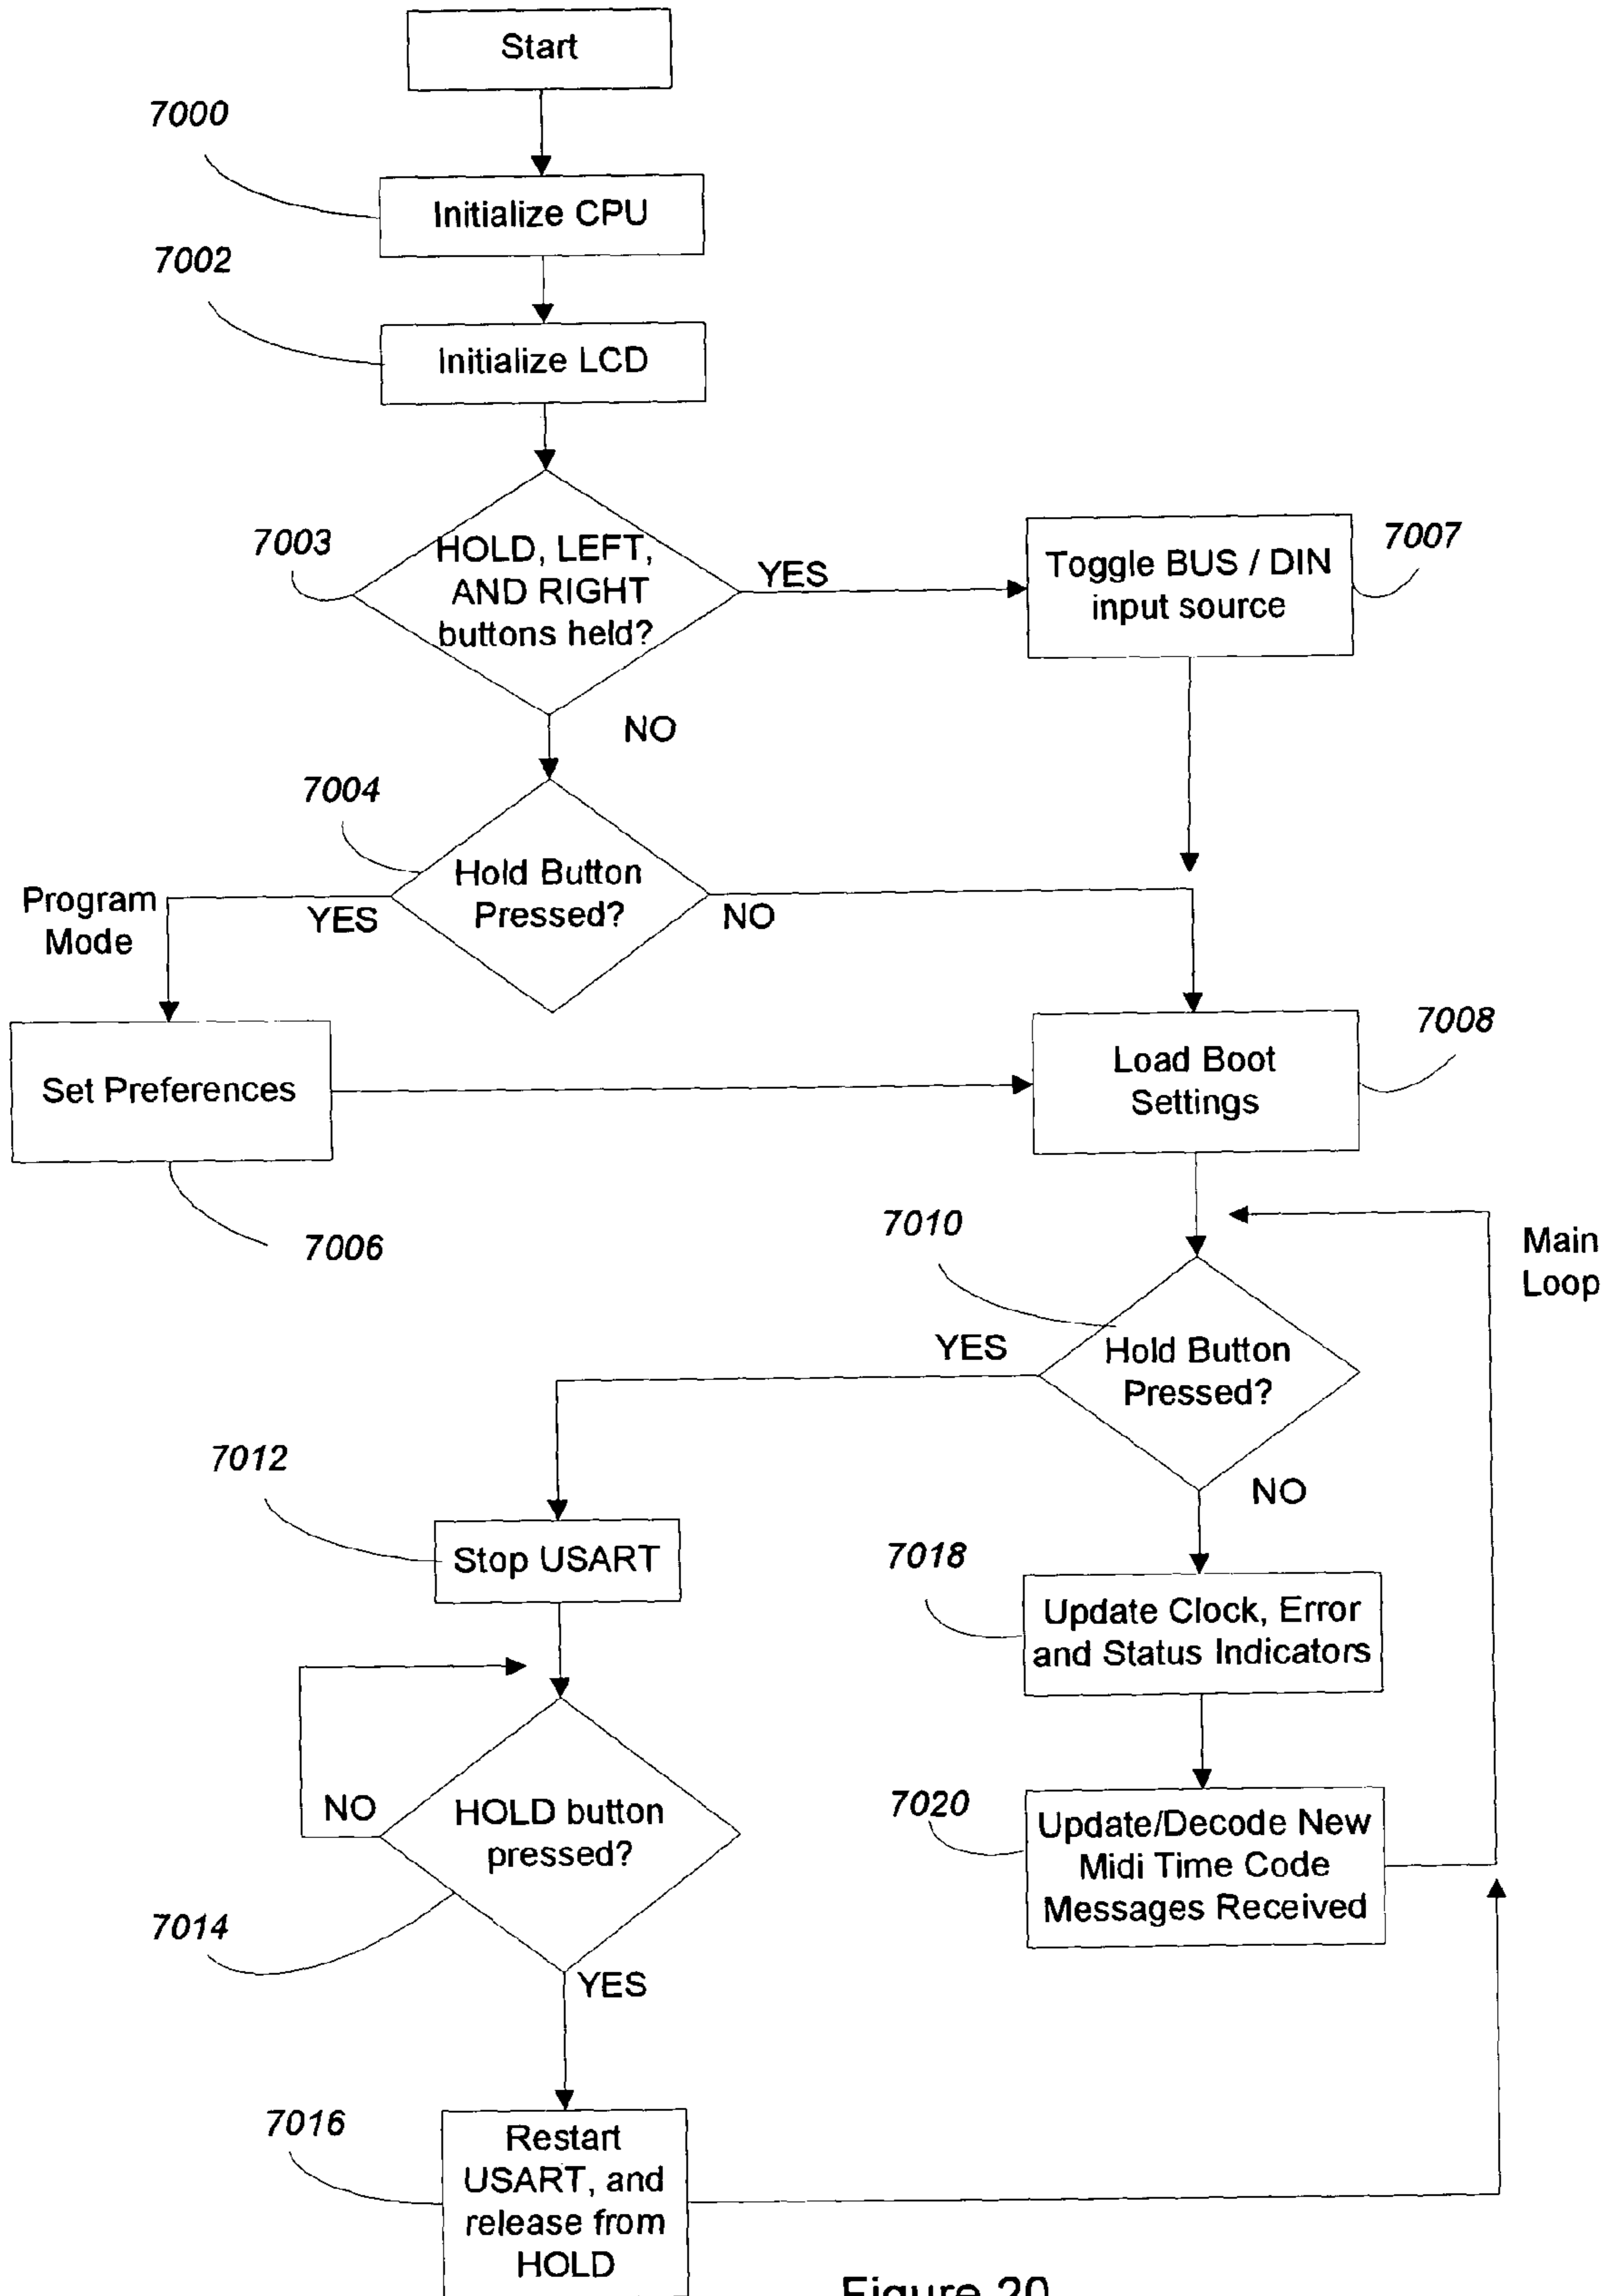 Start
7000
Initialize CPU
7002
Initialize LCD
7003
HOLD, LEFT,
AND RIGHT
buttons held?
YES
Toggle BUS / DIN
input source
7007
NO
7004
Hold Button
Pressed?
Program
Mode
YES
NO
Set Preferences
7006
Load Boot
Settings
7008
7010
Main
Loop
Hold Button
Pressed?
YES
NO
7012
Stop USART
7018
Update Clock, Error
and Status Indicators
NO
HOLD button
pressed?
7014
YES
7020
Update/Decode New
Midi Time Code
Messages Received
7016
Restart
USART, and
release from
HOLD
Figure 20